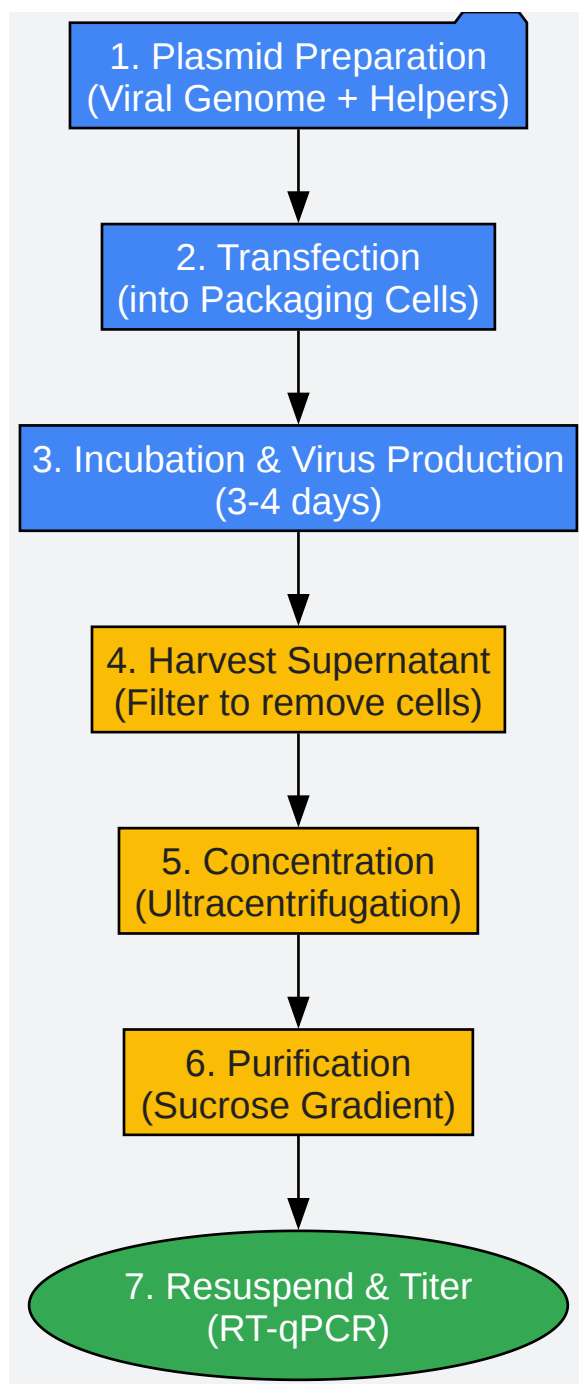 1. Plasmid Preparation
(Viral Genome + Helpers)
2. Transfection
(into Packaging Cells)
3. Incubation & Virus Production
(3-4 days)
4. Harvest Supernatant
(Filter to remove cells)
5. Concentration
(Ultracentrifugation)
6. Purification
(Sucrose Gradient)
7. Resuspend & Titer
(RT-qPCR)